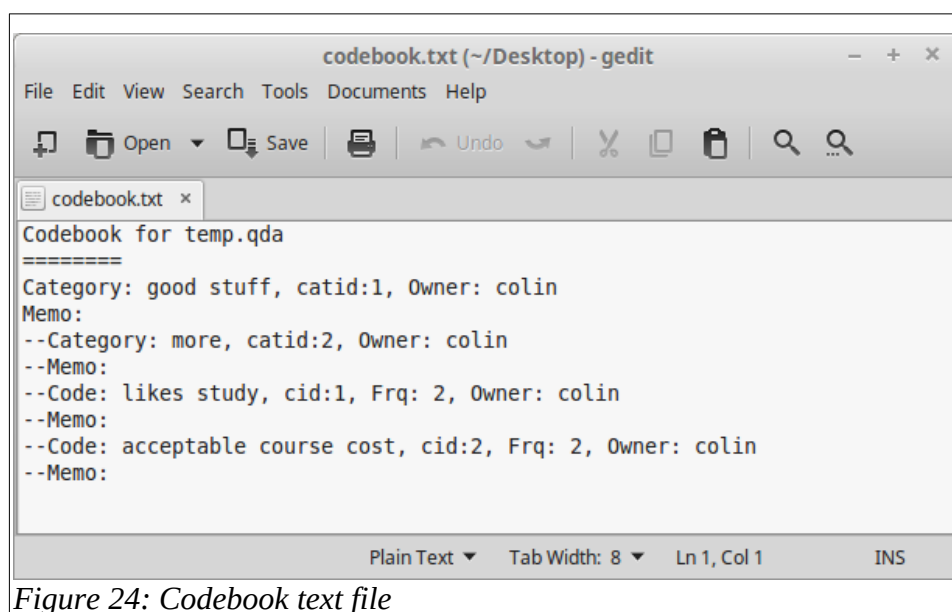 codebook.txt (~/Desktop) - gedit
File Edit View Search Tools Documents Help
Open Save Undo
codebook.txt ×
Codebook for temp.qda
========
Category: good stuff, catid:1, Owner: colin
Memo:
--Category: more, catid:2, Owner: colin
--Memo:
--Code: likes study, cid:1, Frq: 2, Owner: colin
--Memo:
--Code: acceptable course cost, cid:2, Frq: 2, Owner: colin
--Memo:
Plain Text Tab Width: 8 Ln 1, Col 1 INS
Figure 24: Codebook text file